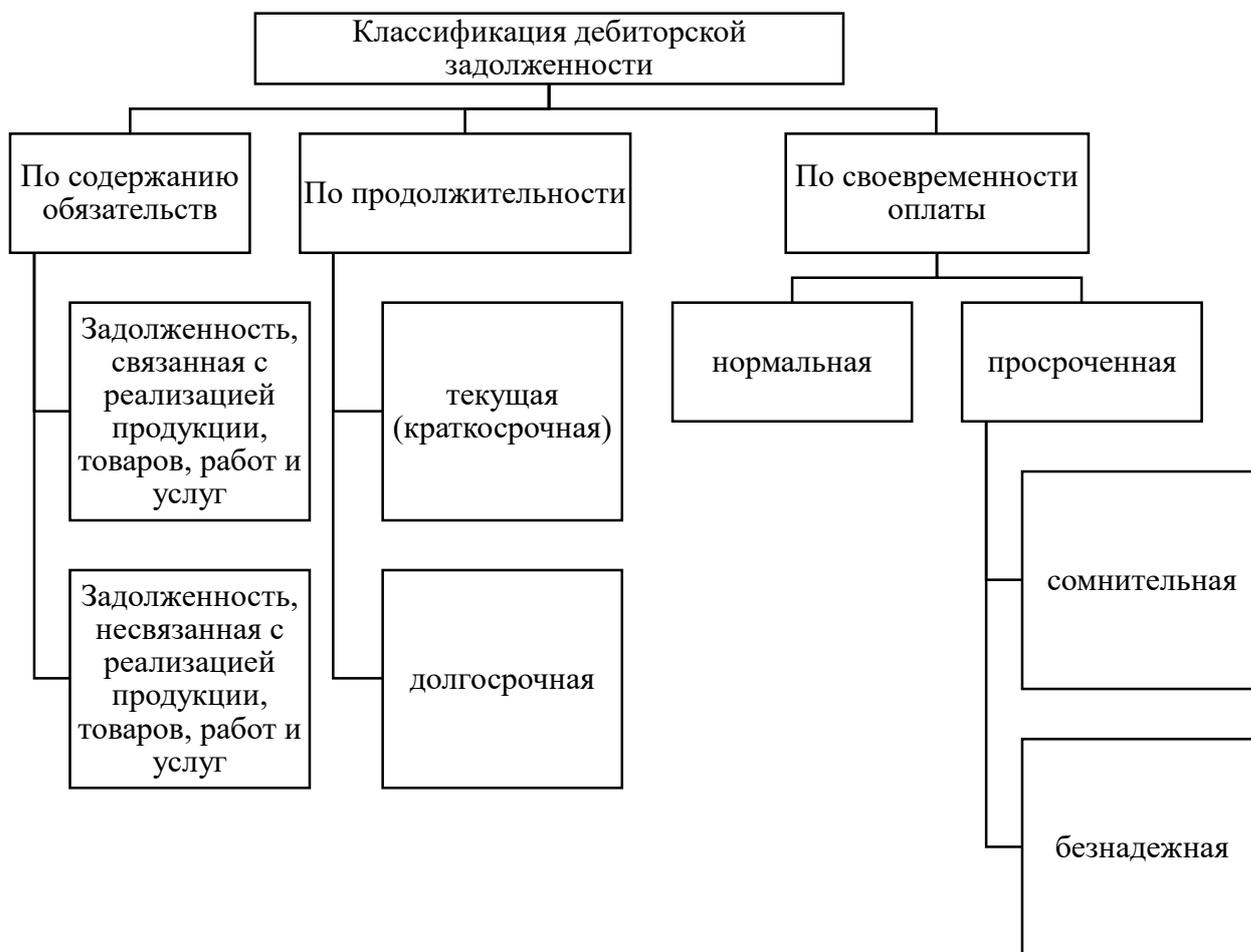 Классификация дебиторской
задолженности
По содержанию
обязательств
По продолжительности
По своевременности
оплаты
Задолженность,
связанная с
реализацией
продукции,
товаров, работ и
услуг
текущая
(краткосрочная)
нормальная
просроченная
сомнительная
Задолженность,
несвязанная с
реализацией
продукции,
товаров, работ и
услуг
долгосрочная
безнадежная